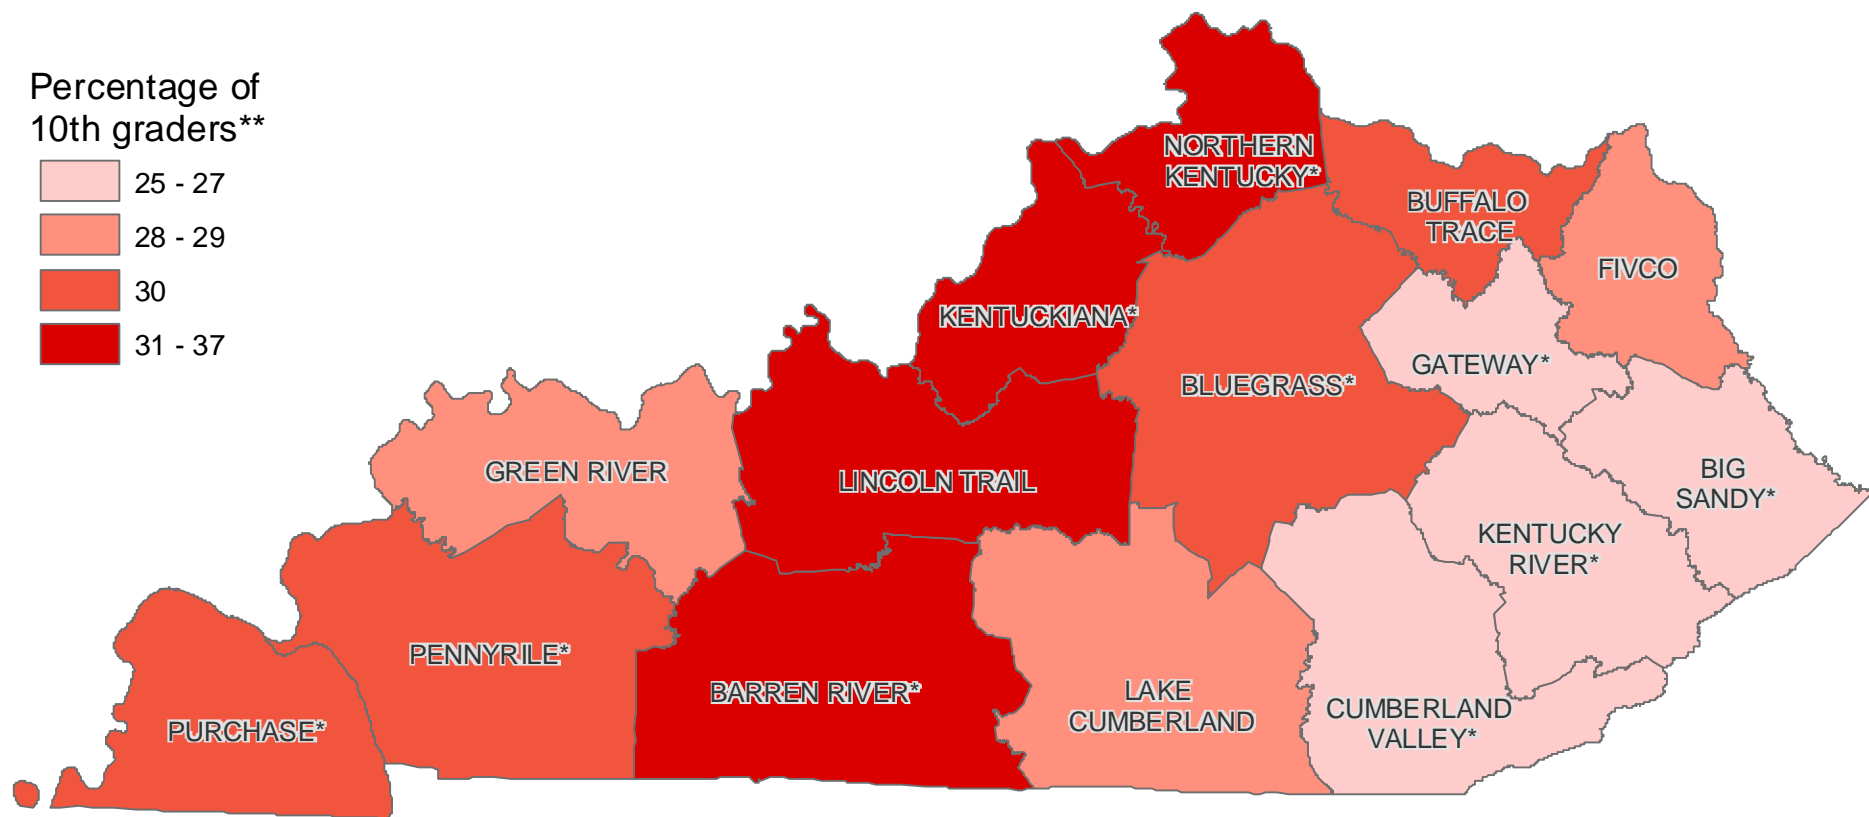 Percentage of
10th graders**
25 - 27
28 - 29
30
31 - 37
NORTHERN
KENTUCKY*
BUFFALO
TRACE
FIVCO
KENTUCKIANA*
GATEWAY*
BLUEGRASS*
GREEN RIVER
LINCOLN TRAIL
BIG
SANDY*
KENTUCKY
RIVER*
PENNYRILE*
BARREN RIVER*
LAKE
CUMBERLAND
CUMBERLAND
VALLEY*
PURCHASE*